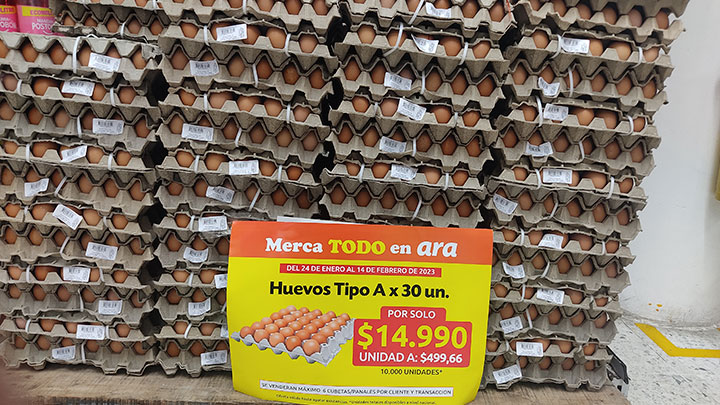 Merca TODO en ara
DEL 24 DE ENERO AL 14 DE FEBRERO DE 2023
Huevos Tipo A x 30 un.
POR SOLO
$14.990
UNIDAD A: $499,66
10.000 UNIDADES*
SE VENDERÁN MÁXIMO 6 CUBETAS/PANALES POR CLIENTE Y TRANSACCIÓN